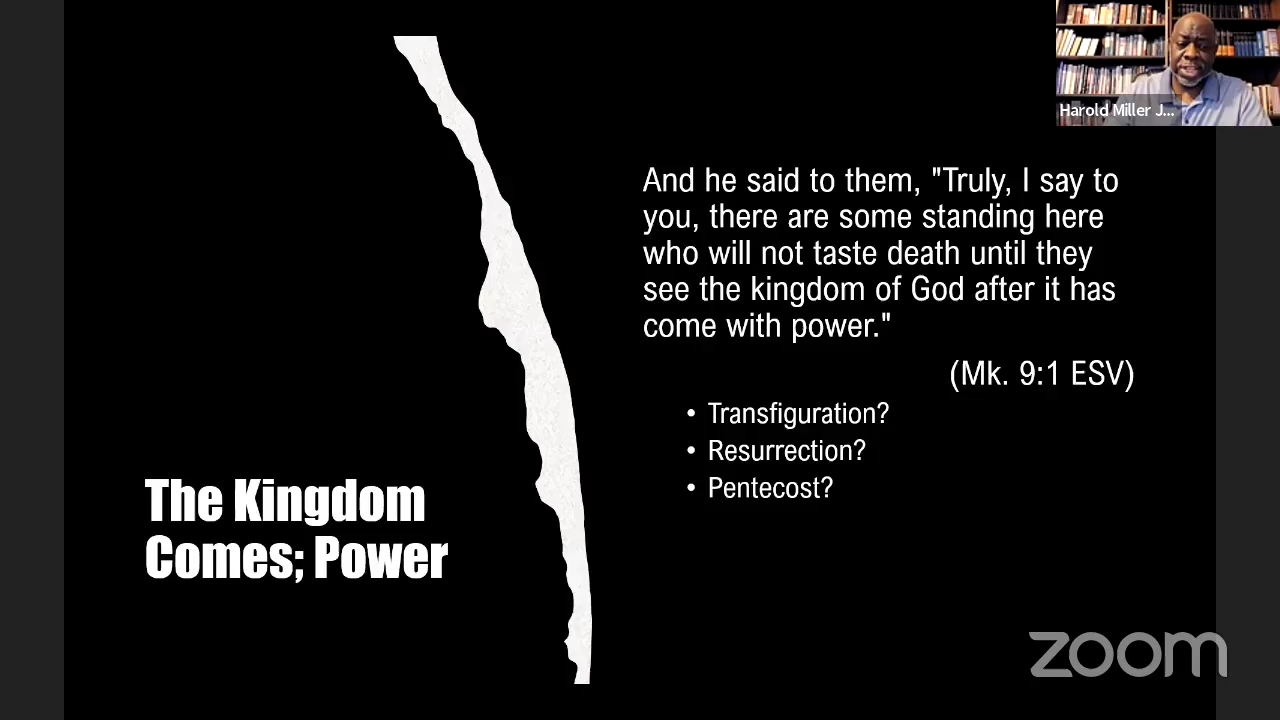 Harold Miller J...
And he said to them, "Truly, I say to
you, there are some standing here
who will not taste death until they
see the kingdom of God after it has
come with power."
(Mk. 9:1 ESV)
• Transfiguration?
• Resurrection?
• Pentecost?
The Kingdom
Comes; Power
zoom